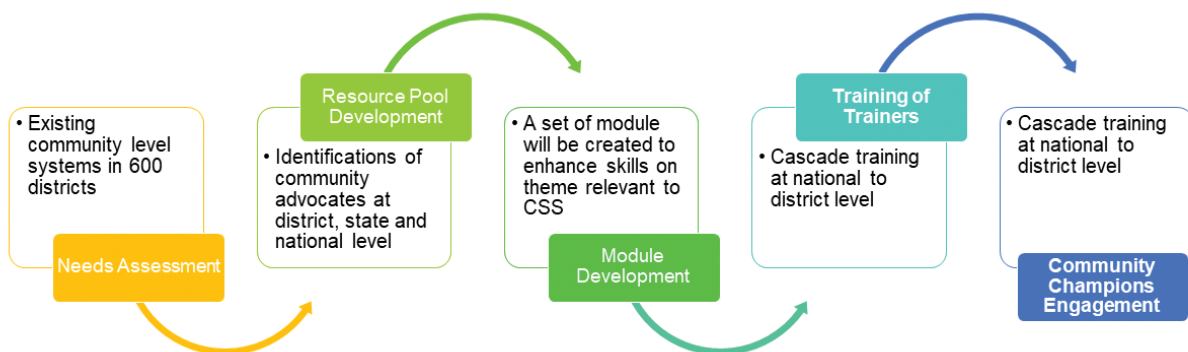 • Existing
community level
systems in 600
districts
Needs Assessment
Resource Pool
Development
• Identifications of
community
advocates at
district, state and
national level
• A set of module
will be created to
enhance skills on
theme relevant to
CSS
Module
Development
Training of
Trainers
• Cascade training
at national to
district level
• Cascade training
at national to
district level
Community
Champions
Engagement